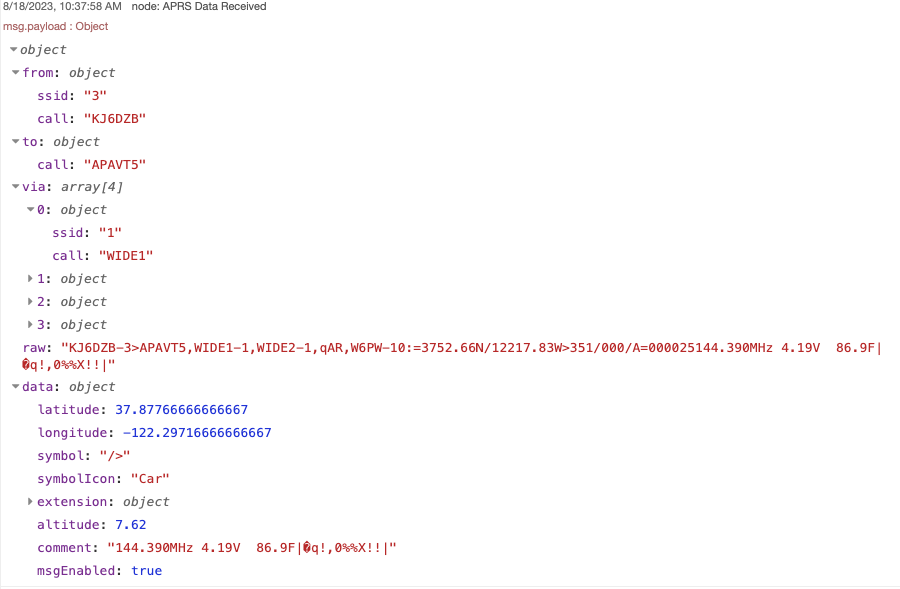 8/18/2023, 10:37:58 AM node: APRS Data Received
msg.payload : Object
object
from: object
ssid: "3"
call: "KJ6DZB"
to: object
call: "APAVT5"
via: array[4]
0: object
ssid: "1"
call: "WIDE1"
1: object
2: object
3: object
raw: "KJ6DZB-3>APAVT5,WIDE1-1,WIDE2-1,qAR,W6PW-10:=3752.66N/12217.83W>351/000/A=000025144.390MHz 4.19V  86.9F|
�q!,0%%X!!|"
data: object
latitude: 37.87766666666667
longitude: -122.29716666666667
symbol: "/>"
symbolIcon: "Car"
extension: object
altitude: 7.62
comment: "144.390MHz 4.19V  86.9F|�q!,0%%X!!|"
msgEnabled: true